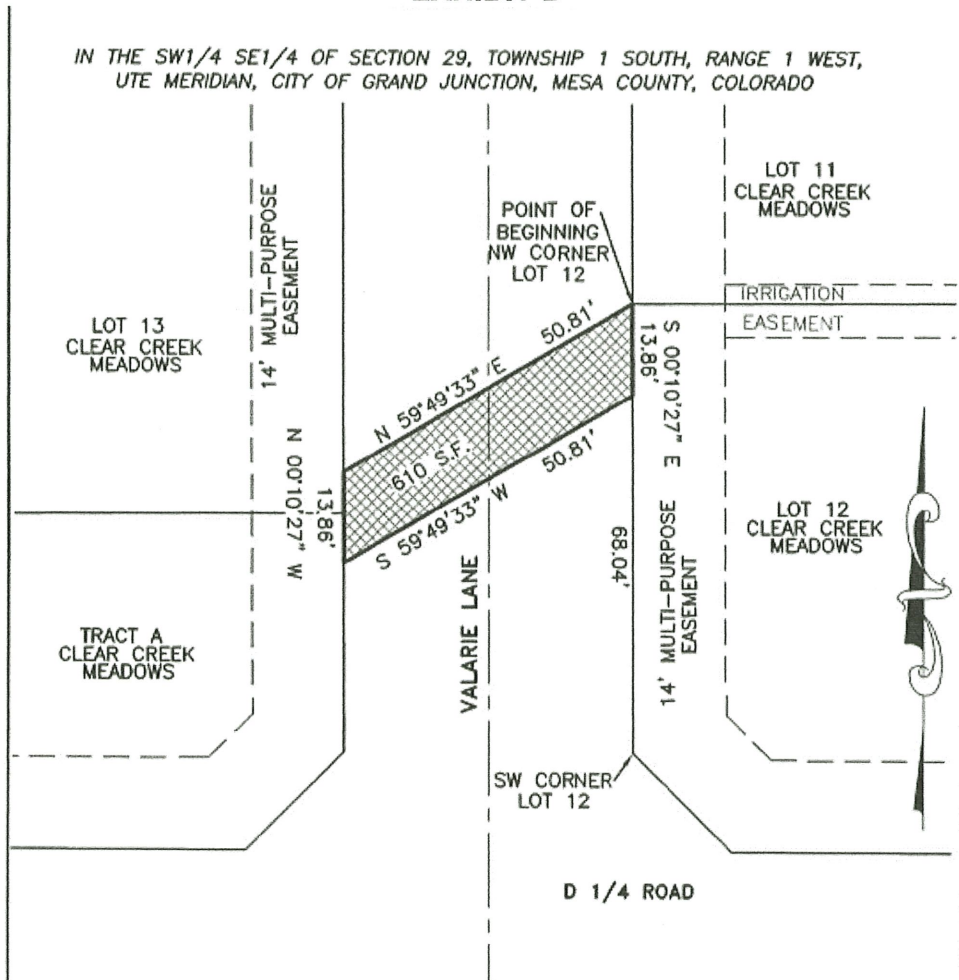 IN THE SW1/4 SE1/4 OF SECTION 29, TOWNSHIP 1 SOUTH, RANGE 1 WEST,
UTE MERIDIAN, CITY OF GRAND JUNCTION, MESA COUNTY, COLORADO
LOT 11
CLEAR CREEK
MEADOWS
POINT OF
BEGINNING
NW CORNER
LOT 12
14' MULTI-PURPOSE
EASEMENT
IRRIGATION
EASEMENT
LOT 13
CLEAR CREEK
MEADOWS
N 59°49'33" E
50.81'
S 00°10'27" E
13.86'
610 S.F.
S 59°49'33" W
50.81'
N 00°10'27" W
13.86'
LOT 12
CLEAR CREEK
MEADOWS
68.04'
14' MULTI-PURPOSE
EASEMENT
VALARIE LANE
TRACT A
CLEAR CREEK
MEADOWS
SW CORNER
LOT 12
D 1/4 ROAD